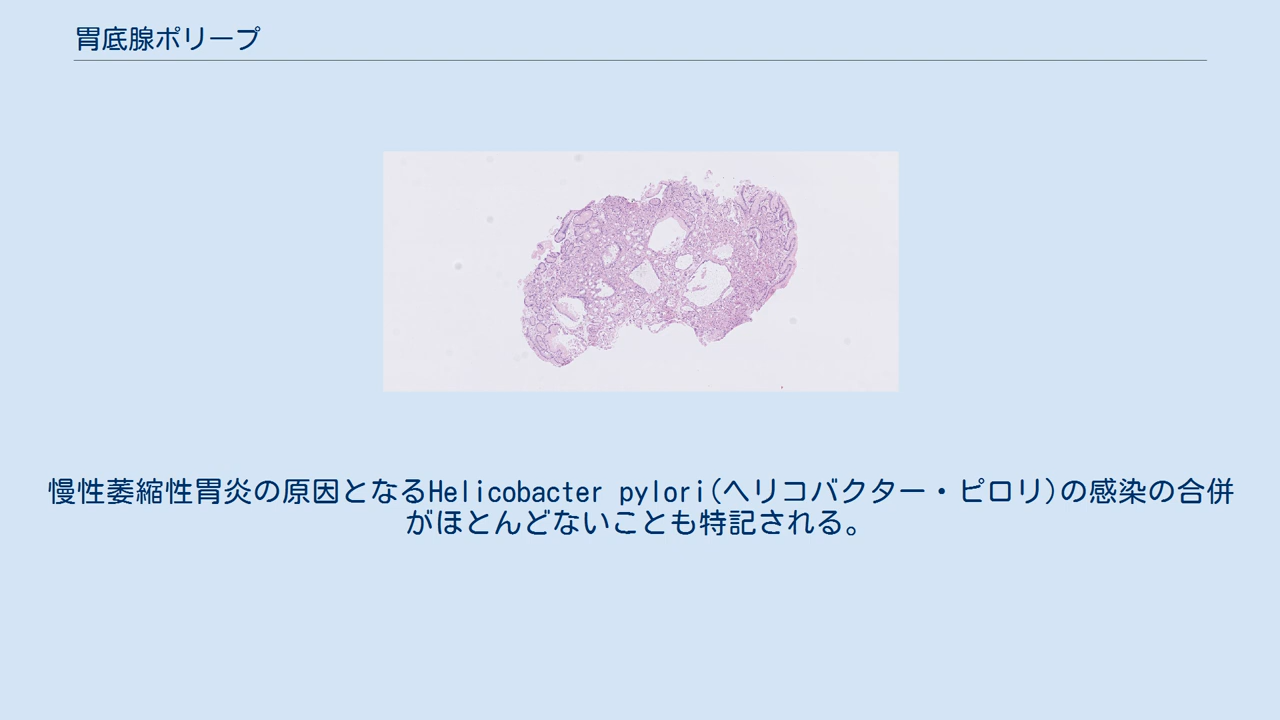 胃底腺ポリープ
慢性萎縮性胃炎の原因となるHelicobacter pylori(ヘリコバクター・ピロリ)の感染の合併
がほとんどないことも特記される。